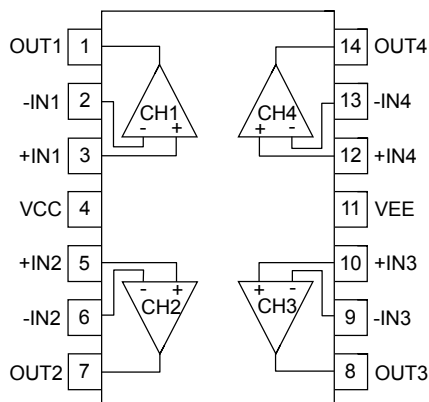 OUT1 1 14 OUT4
-IN1 2 13 -IN4
CH1 CH4
- + + -
+IN1 3 12 +IN4
VCC 4 11 VEE
+IN2 5 10 +IN3
- + + -
CH2 CH3
-IN2 6 9 -IN3
OUT2 7 8 OUT3